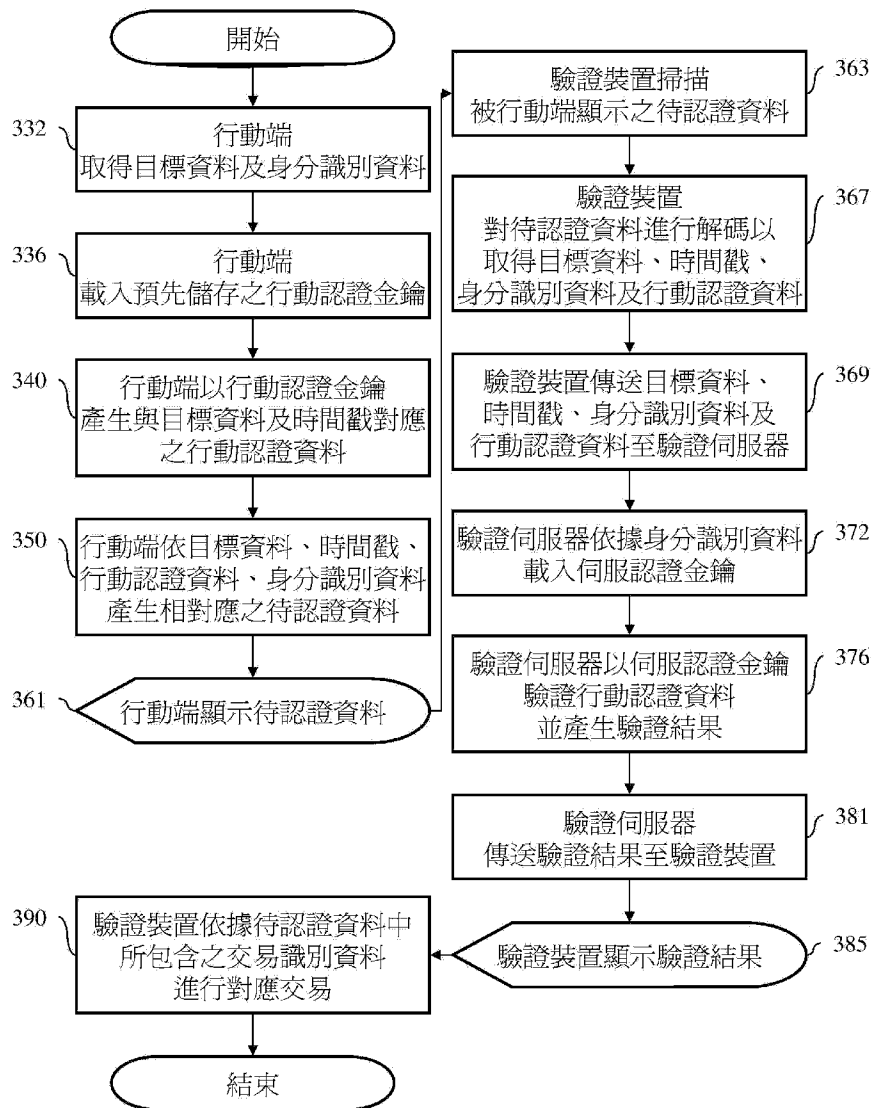 開始
332
行動端
取得目標資料及身分識別資料
336
行動端
載入預先儲存之行動認證金鑰
340
行動端以行動認證金鑰
產生與目標資料及時間戳對應
之行動認證資料
350
行動端依目標資料、時間戳、
行動認證資料、身分識別資料
產生相對應之待認證資料
361
行動端顯示待認證資料
驗證裝置掃描
被行動端顯示之待認證資料
363
驗證裝置
對待認證資料進行解碼以
取得目標資料、時間戳、
身分識別資料及行動認證資料
367
驗證裝置傳送目標資料、
時間戳、身分識別資料及
行動認證資料至驗證伺服器
369
驗證伺服器依據身分識別資料
載入伺服認證金鑰
372
驗證伺服器以伺服認證金鑰
驗證行動認證資料
並產生驗證結果
376
驗證伺服器
傳送驗證結果至驗證裝置
381
驗證裝置顯示驗證結果
385
390
驗證裝置依據待認證資料中
所包含之交易識別資料
進行對應交易
結束